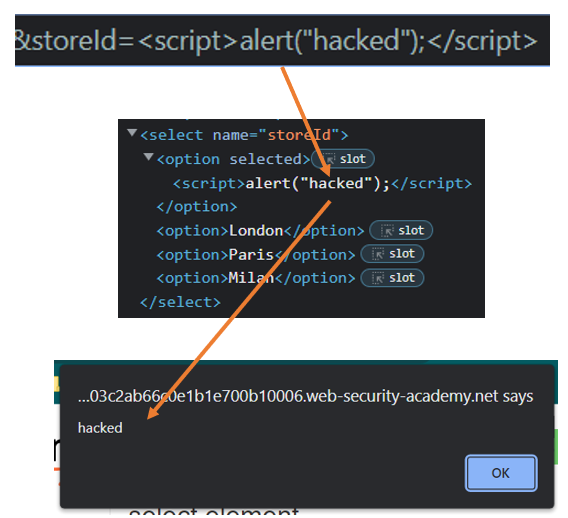 &storeId=<script>alert("hacked");</script>
<select name="storeId">
<option selected> slot
<script>alert("hacked");</script>
</option>
<option>London</option> slot
<option>Paris</option> slot
<option>Milan</option> slot
</select>
...03c2ab66c0e1b1e700b10006.web-security-academy.net says
hacked
OK
select element